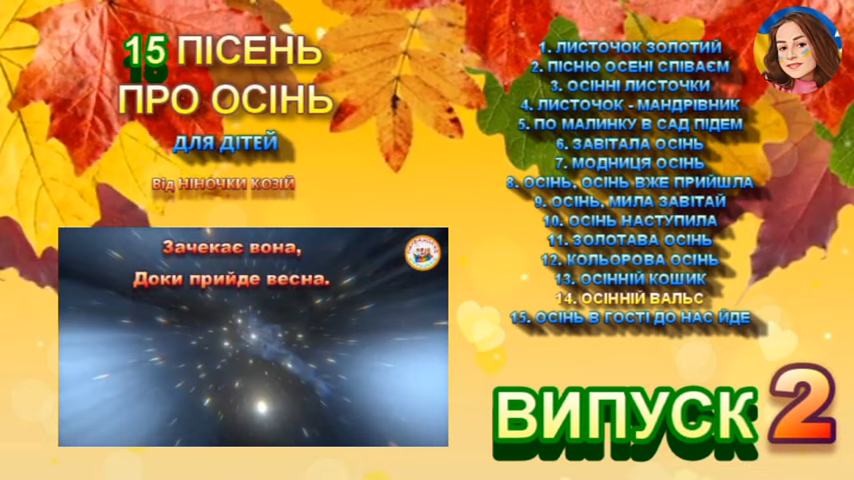 15 ПІСЕНЬ
ПРО ОСІНЬ
ДЛЯ ДІТЕЙ
Від НІНОЧКИ КОЗІЙ
Зачекає вона,
Доки прийде весна.
1. ЛИСТОЧОК ЗОЛОТИЙ
2. ПІСНЮ ОСЕНІ СПІВАЄМ
3. ОСІННІ ЛИСТОЧКИ
4. ЛИСТОЧОК - МАНДРІВНИК
5. ПО МАЛИНКУ В САД ПІДЕМ
6. ЗАВІТАЛА ОСІНЬ
7. МОДНИЦЯ ОСІНЬ
8. ОСІНЬ, ОСІНЬ ВЖЕ ПРИЙШЛА
9. ОСІНЬ, МИЛА ЗАВІТАЙ
10. ОСІНЬ НАСТУПИЛА
11. ЗОЛОТАВА ОСІНЬ
12. КОЛЬОРОВА ОСІНЬ
13. ОСІННІЙ КОШИК
14. ОСІННІЙ ВАЛЬС
15. ОСІНЬ В ГОСТІ ДО НАС ЙДЕ
ВИПУСК 2